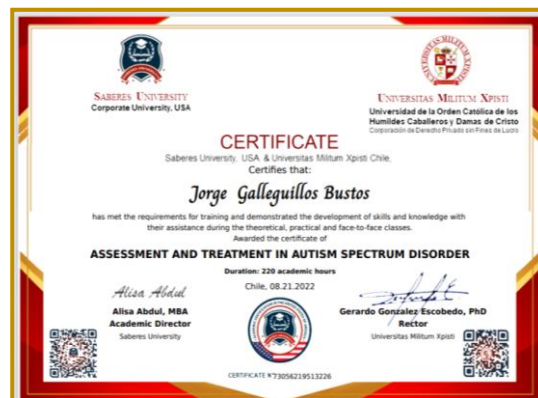 SABERES UNIVERSITY
Corporate University, USA
UNIVERSITAS MILITUM XPISTI
Universidad de la Orden Católica de los
Humildes Caballeros y Damas de Cristo
Corporación de Derecho Privado sin Fines de Lucro
CERTIFICATE
Saberes University, USA & Universitas Militum Xpisti Chile,
Certifies that:
Jorge Galleguillos Bustos
has met the requirements for training and demonstrated the development of skills and knowledge with
their assistance during the theoretical, practical and face-to-face classes.
Awarded the certificate of
ASSESSMENT AND TREATMENT IN AUTISM SPECTRUM DISORDER
Duration: 220 academic hours
Chile, 08.21.2022
Alisa Abdul
Alisa Abdul, MBA
Academic Director
Saberes University
Gerardo Gonzalez Escobedo, PhD
Rector
Universitas Militum Xpisti
CERTIFICATE N°73056219513226